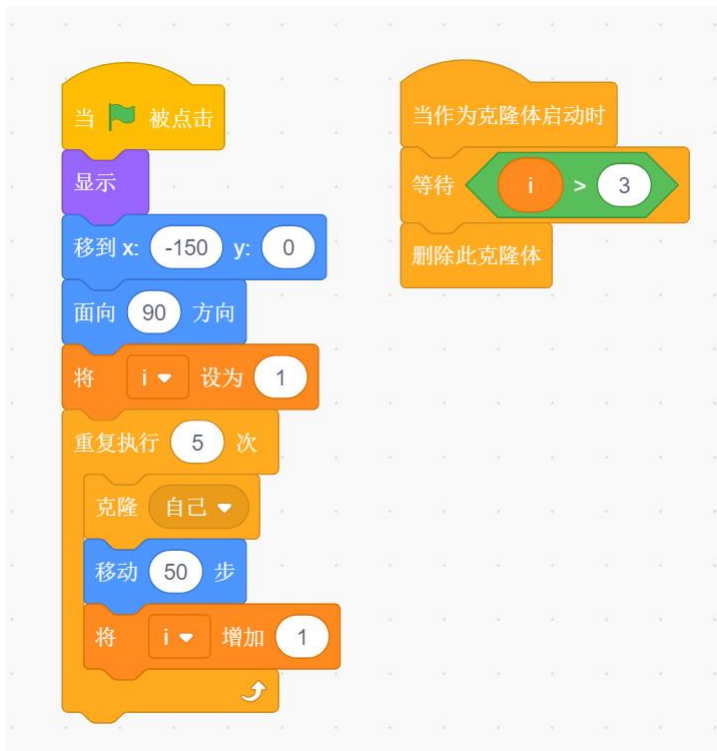 当 被点击
显示
移到 x: -150 y: 0
面向 90 方向
将 i 设为 1
重复执行 5 次
克隆 自己
移动 50 步
将 i 增加 1
当作为克隆体启动时
等待 i > 3
删除此克隆体